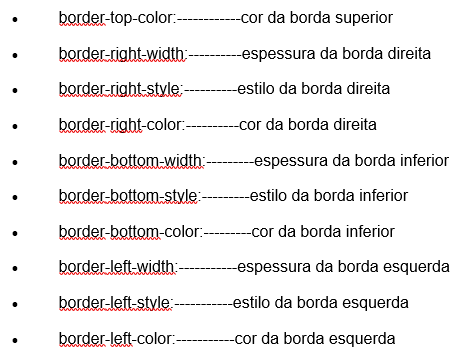 • border-top-color:------------cor da borda superior
• border-right-width:----------espessura da borda direita
• border-right-style:----------estilo da borda direita
• border-right-color:----------cor da borda direita
• border-bottom-width:---------espessura da borda inferior
• border-bottom-style:---------estilo da borda inferior
• border-bottom-color:---------cor da borda inferior
• border-left-width:-----------espessura da borda esquerda
• border-left-style:-----------estilo da borda esquerda
• border-left-color:-----------cor da borda esquerda